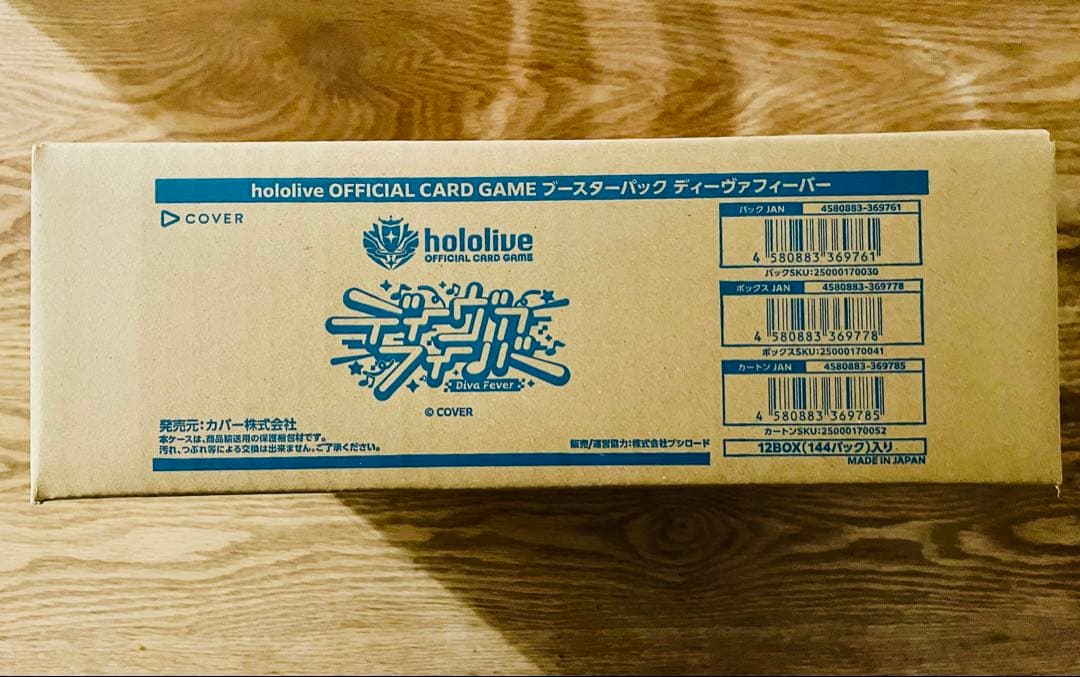 hololive OFFICIAL CARD GAME ブースターパック ディーヴァフィーバー
COVER
hololive
OFFICIAL CARD GAME
ディーヴァ
フィーバー
Diva Fever
© COVER
発売元：カバー株式会社
本ケースは、商品輸送用の保護梱包材です。
汚れ、つぶれ等による交換は出来ません。ご了承ください。
販売/運営協力：株式会社ブシロード
パック JAN 4580883-369761
4 580883 369761
パックSKU：25000170030
ボックス JAN 4580883-369778
4 580883 369778
ボックスSKU：25000170041
カートン JAN 4580883-369785
4 580883 369785
カートンSKU：25000170052
12BOX（144パック）入り
MADE IN JAPAN